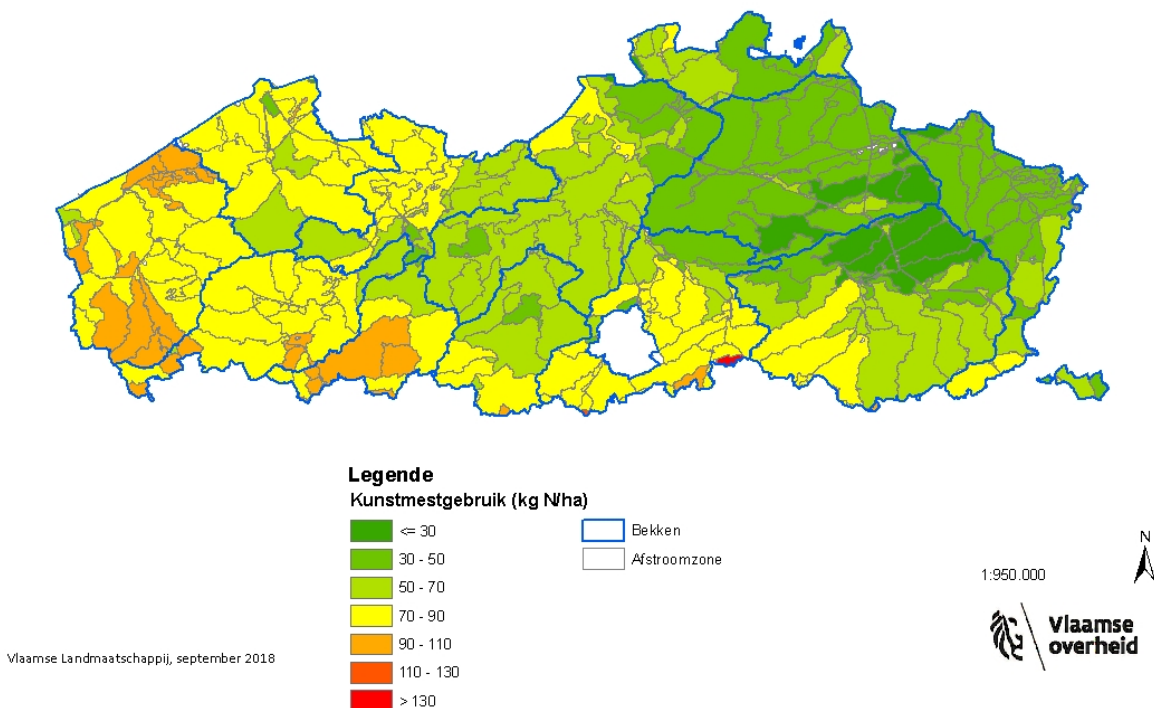 Legende
Kunstmestgebruik (kg N/ha)
<= 30
30 - 50
50 - 70
70 - 90
90 - 110
110 - 130
> 130
Bekken
Afstroomzone
N
1:950.000
Vlaamse
overheid
Vlaamse Landmaatschappij, september 2018